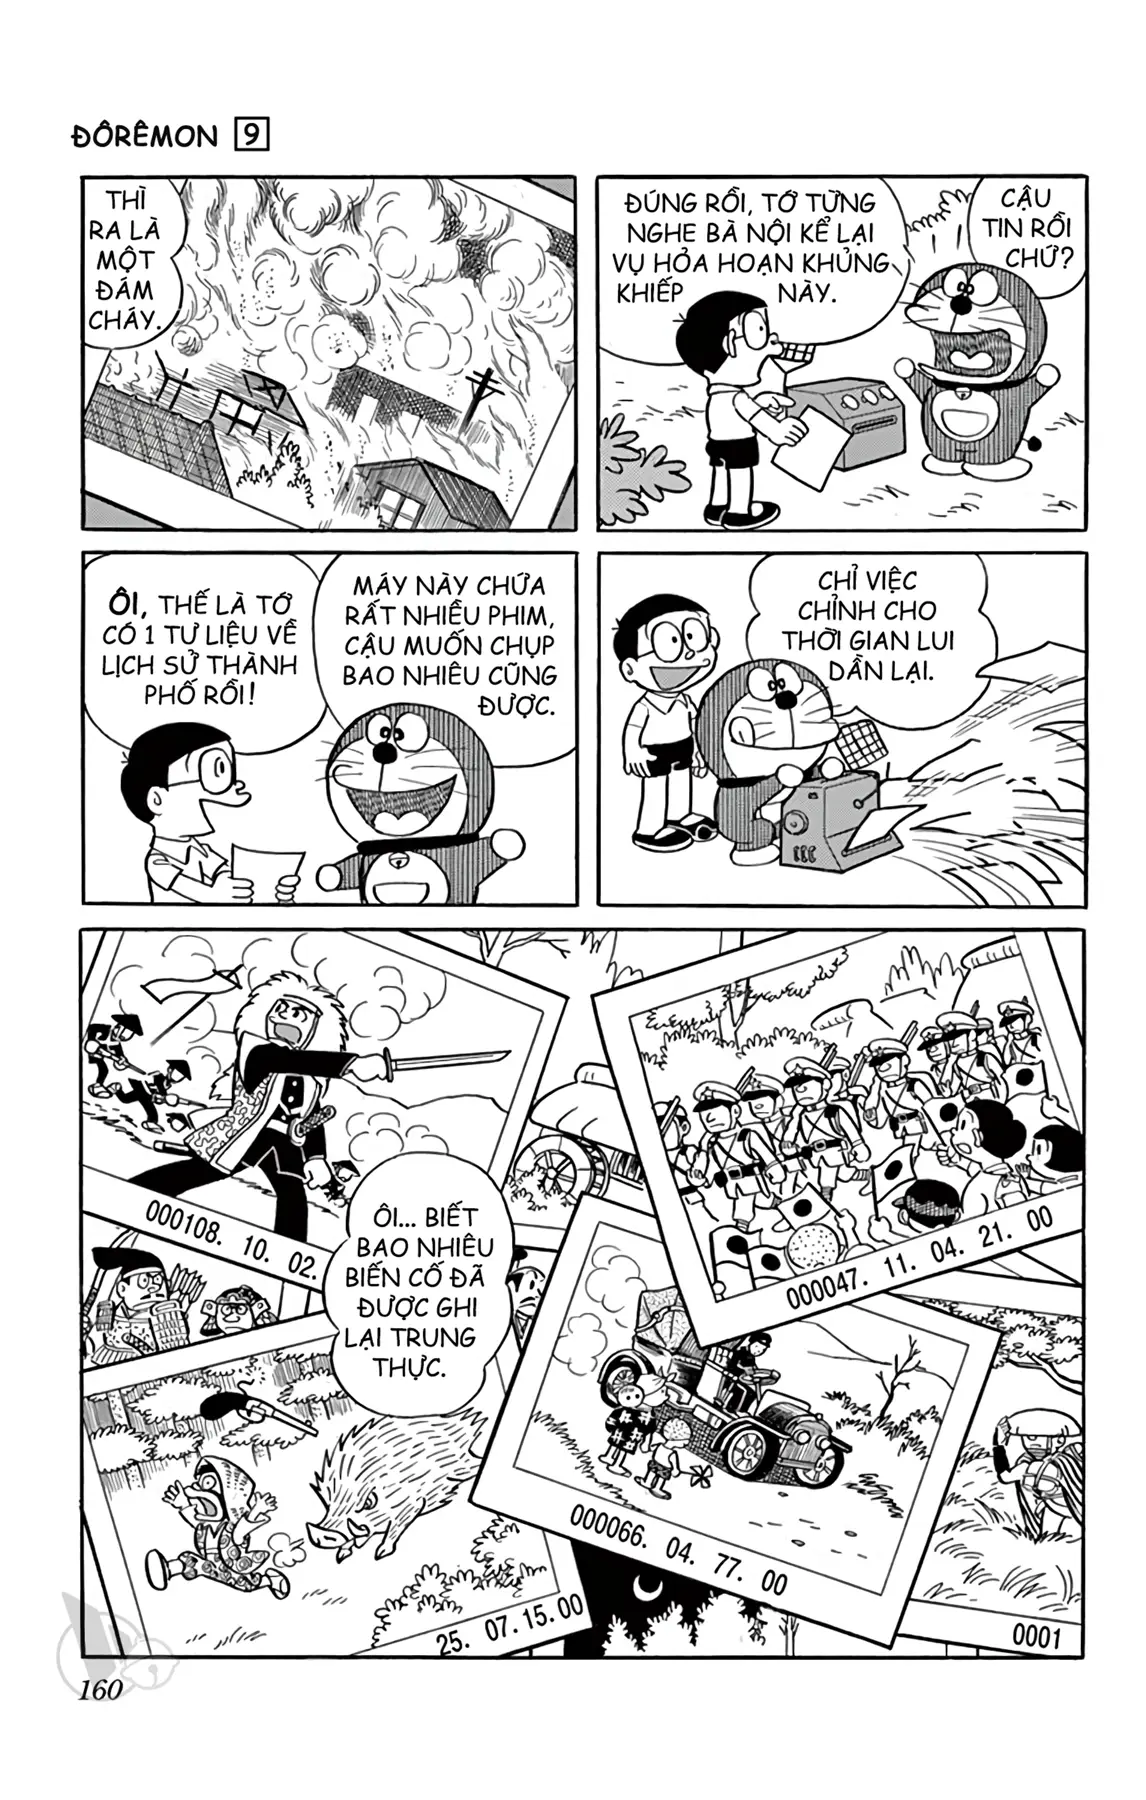 ĐÔRÊMON 9
THÌ
RA LÀ
MỘT
ĐÁM
CHÁY.
ĐÚNG RỒI, TỚ TỪNG
NGHE BÀ NỘI KỂ LẠI
VỤ HỎA HOẠN KHỦNG
KHIẾP NÀY.
CẬU
TIN RỒI
CHỨ?
ÔI, THẾ LÀ TỚ
CÓ 1 TƯ LIỆU VỀ
LỊCH SỬ THÀNH
PHỐ RỒI!
MÁY NÀY CHỨA
RẤT NHIỀU PHIM,
CẬU MUỐN CHỤP
BAO NHIÊU CŨNG
ĐƯỢC.
CHỈ VIỆC
CHỈNH CHO
THỜI GIAN LUI
DẦN LẠI.
000108. 10. 02.
000047. 11. 04. 21. 00
ÔI... BIẾT
BAO NHIÊU
BIẾN CỐ ĐÃ
ĐƯỢC GHI
LẠI TRUNG
THỰC.
000066. 04. 77. 00
25. 07. 15. 00
0001
160